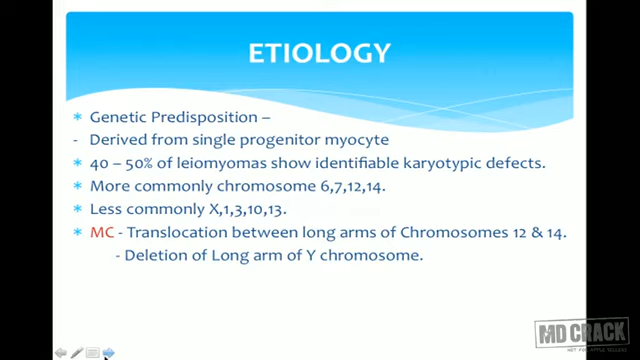 ETIOLOGY
Genetic Predisposition –
- Derived from single progenitor myocyte
40 – 50% of leiomyomas show identifiable karyotypic defects.
More commonly chromosome 6,7,12,14.
Less commonly X,1,3,10,13.
MC - Translocation between long arms of Chromosomes 12 & 14.
- Deletion of Long arm of Y chromosome.
MD CRACK